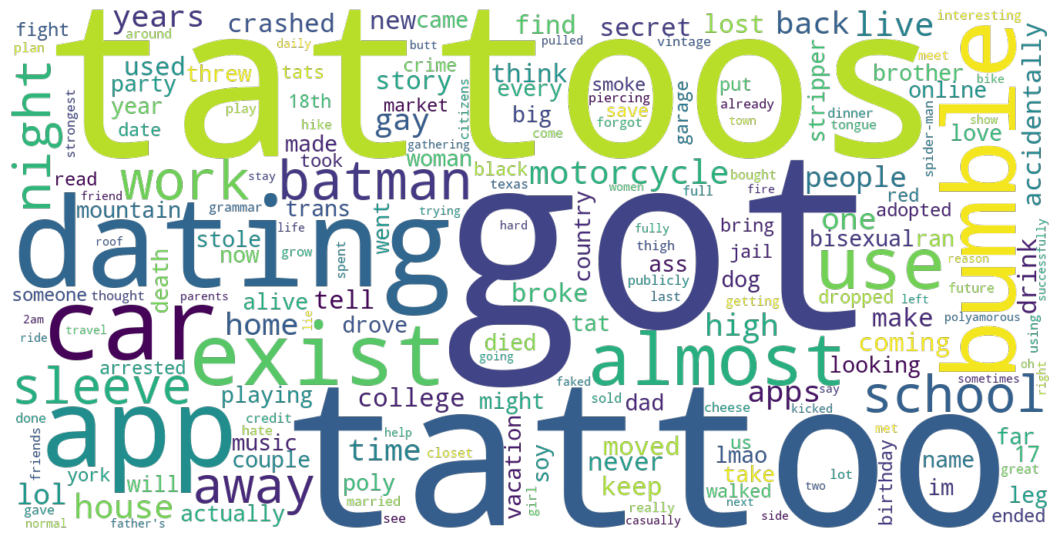 years
crashed
new
came
find
secret
lost
back
live
interesting
fight
plan
around
daily
butt
pulled
vintage
meet
tattoos
bumble
accidentally
night
strongest
used
threw
tats
crime
story
think
every
smoke
piercing
save
put
already
garage
stripper
brother
bike
online
party
year
play
18th
market
citizens
big
forgot
town
dinner
tongue
spider-man
show
love
date
hike
gay
come
made
gathering
took
woman
black
motorcycle
people
read
friend
stay
work
batman
texas
women
full
bought
fire
red
adopted
drink
successfully
mountain
grammar
life
trans
trying
got
hard
country
fully
thigh
bring
one
bisexual
ran
reason
roof
dating
stole
now
grow
spent
went
publicly
last
ass
jail
dog
use
someone
thought
parents
death
alive
tell
broke
tat
getting
dropped
left
future
polyamorous
using
2am
ride
travel
car
lie
home
drove
high
make
coming
exist
died
going
almost
looking
sometimes
oh
right
arrested
sleeve
playing
college
faked
might
sold
dad
apps
say
school
done
app
credit
hate
music
tattoo
cheese
kicked
met
far
17
friends
york
couple
help
time
closet
vacation
soy
moved
never
us
lmao
take
birthday
name
great
lol
will
poly
girl
keep
really
walked
lot
im
leg
gave
normal
house
father's
actually
away
married
see
casually
next
side
two
ended